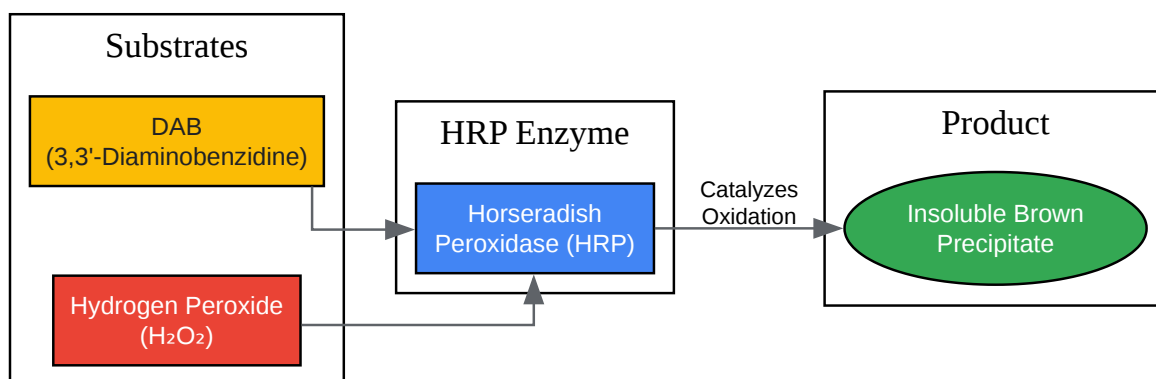 Substrates
DAB
(3,3'-Diaminobenzidine)
Hydrogen Peroxide
(H₂O₂)
HRP Enzyme
Horseradish
Peroxidase (HRP)
Catalyzes
Oxidation
Product
Insoluble Brown
Precipitate